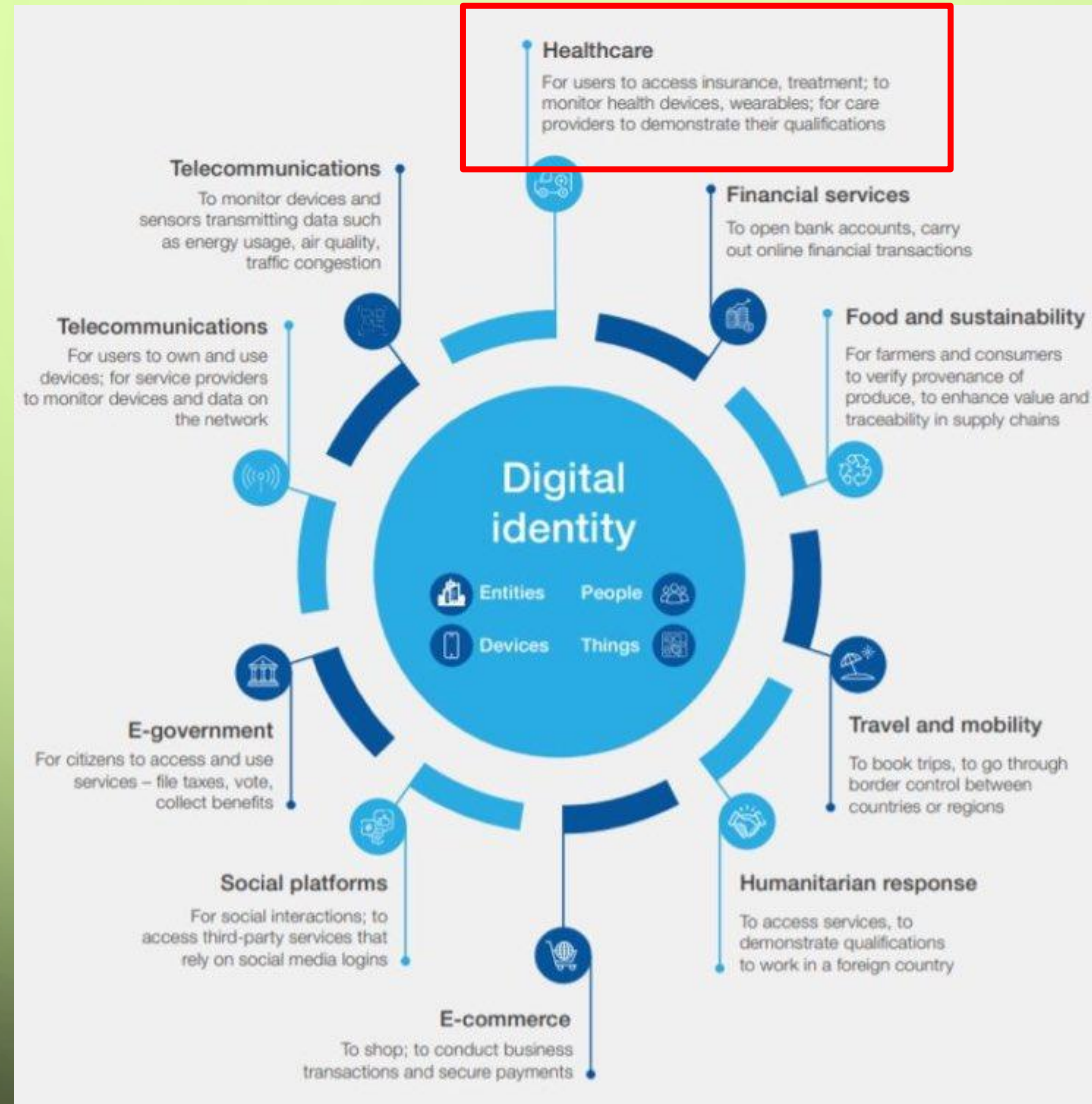 Healthcare
For users to access insurance, treatment; to
monitor health devices, wearables; for care
providers to demonstrate their qualifications
Telecommunications
To monitor devices and
sensors transmitting data such
as energy usage, air quality,
traffic congestion
Financial services
To open bank accounts, carry
out online financial transactions
Telecommunications
For users to own and use
devices; for service providers
to monitor devices and data on
the network
Food and sustainability
For farmers and consumers
to verify provenance of
produce, to enhance value and
traceability in supply chains
Digital
identity
Entities
People
Devices
Things
E-government
For citizens to access and use
services – file taxes, vote,
collect benefits
Travel and mobility
To book trips, to go through
border control between
countries or regions
Social platforms
For social interactions; to
access third-party services that
rely on social media logins
Humanitarian response
To access services, to
demonstrate qualifications
to work in a foreign country
E-commerce
To shop; to conduct business
transactions and secure payments